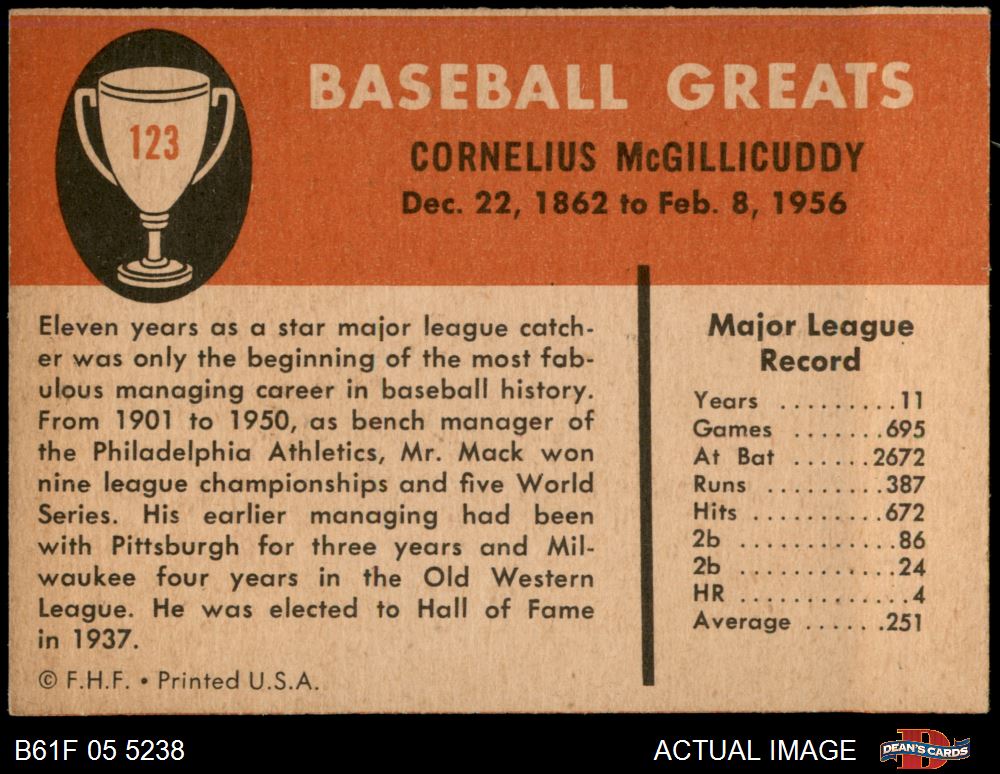 123
BASEBALL GREATS
CORNELIUS McGILLICUDDY
Dec. 22, 1862 to Feb. 8, 1956
Eleven years as a star major league catch-
er was only the beginning of the most fab-
ulous managing career in baseball history.
From 1901 to 1950, as bench manager of
the Philadelphia Athletics, Mr. Mack won
nine league championships and five World
Series. His earlier managing had been
with Pittsburgh for three years and Mil-
waukee four years in the Old Western
League. He was elected to Hall of Fame
in 1937.
© F.H.F. • Printed U.S.A.
Major League
Record
Years .........11
Games .......695
At Bat ......2672
Runs .........387
Hits ..........672
2b ............86
2b ............24
HR .............4
Average ......251
B61F 05 5238
ACTUAL IMAGE
D
DEAN'S CARDS